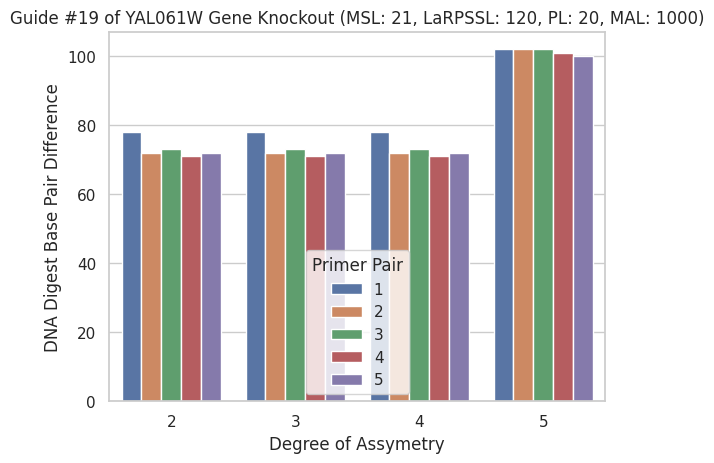 Guide #19 of YAL061W Gene Knockout (MSL: 21, LaRPSSL: 120, PL: 20, MAL: 1000)
DNA Digest Base Pair Difference
100
80
60
40
20
0
Primer Pair
1
2
3
4
5
2 3 4 5
Degree of Assymetry